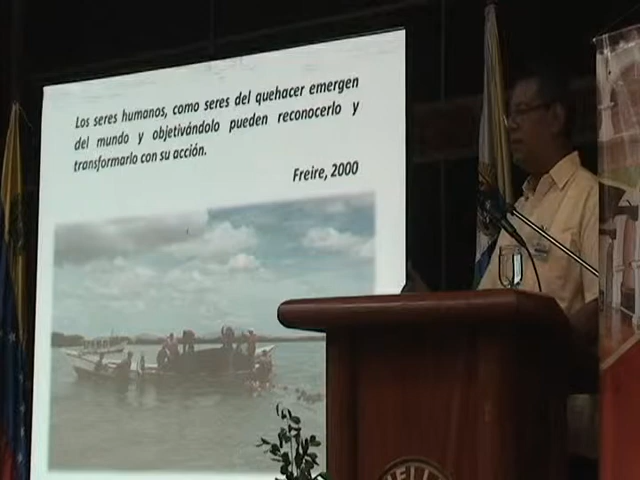 Los seres humanos, como seres del quehacer emergen
del mundo y objetivándolo pueden reconocerlo y
transformarlo con su acción.
Freire, 2000